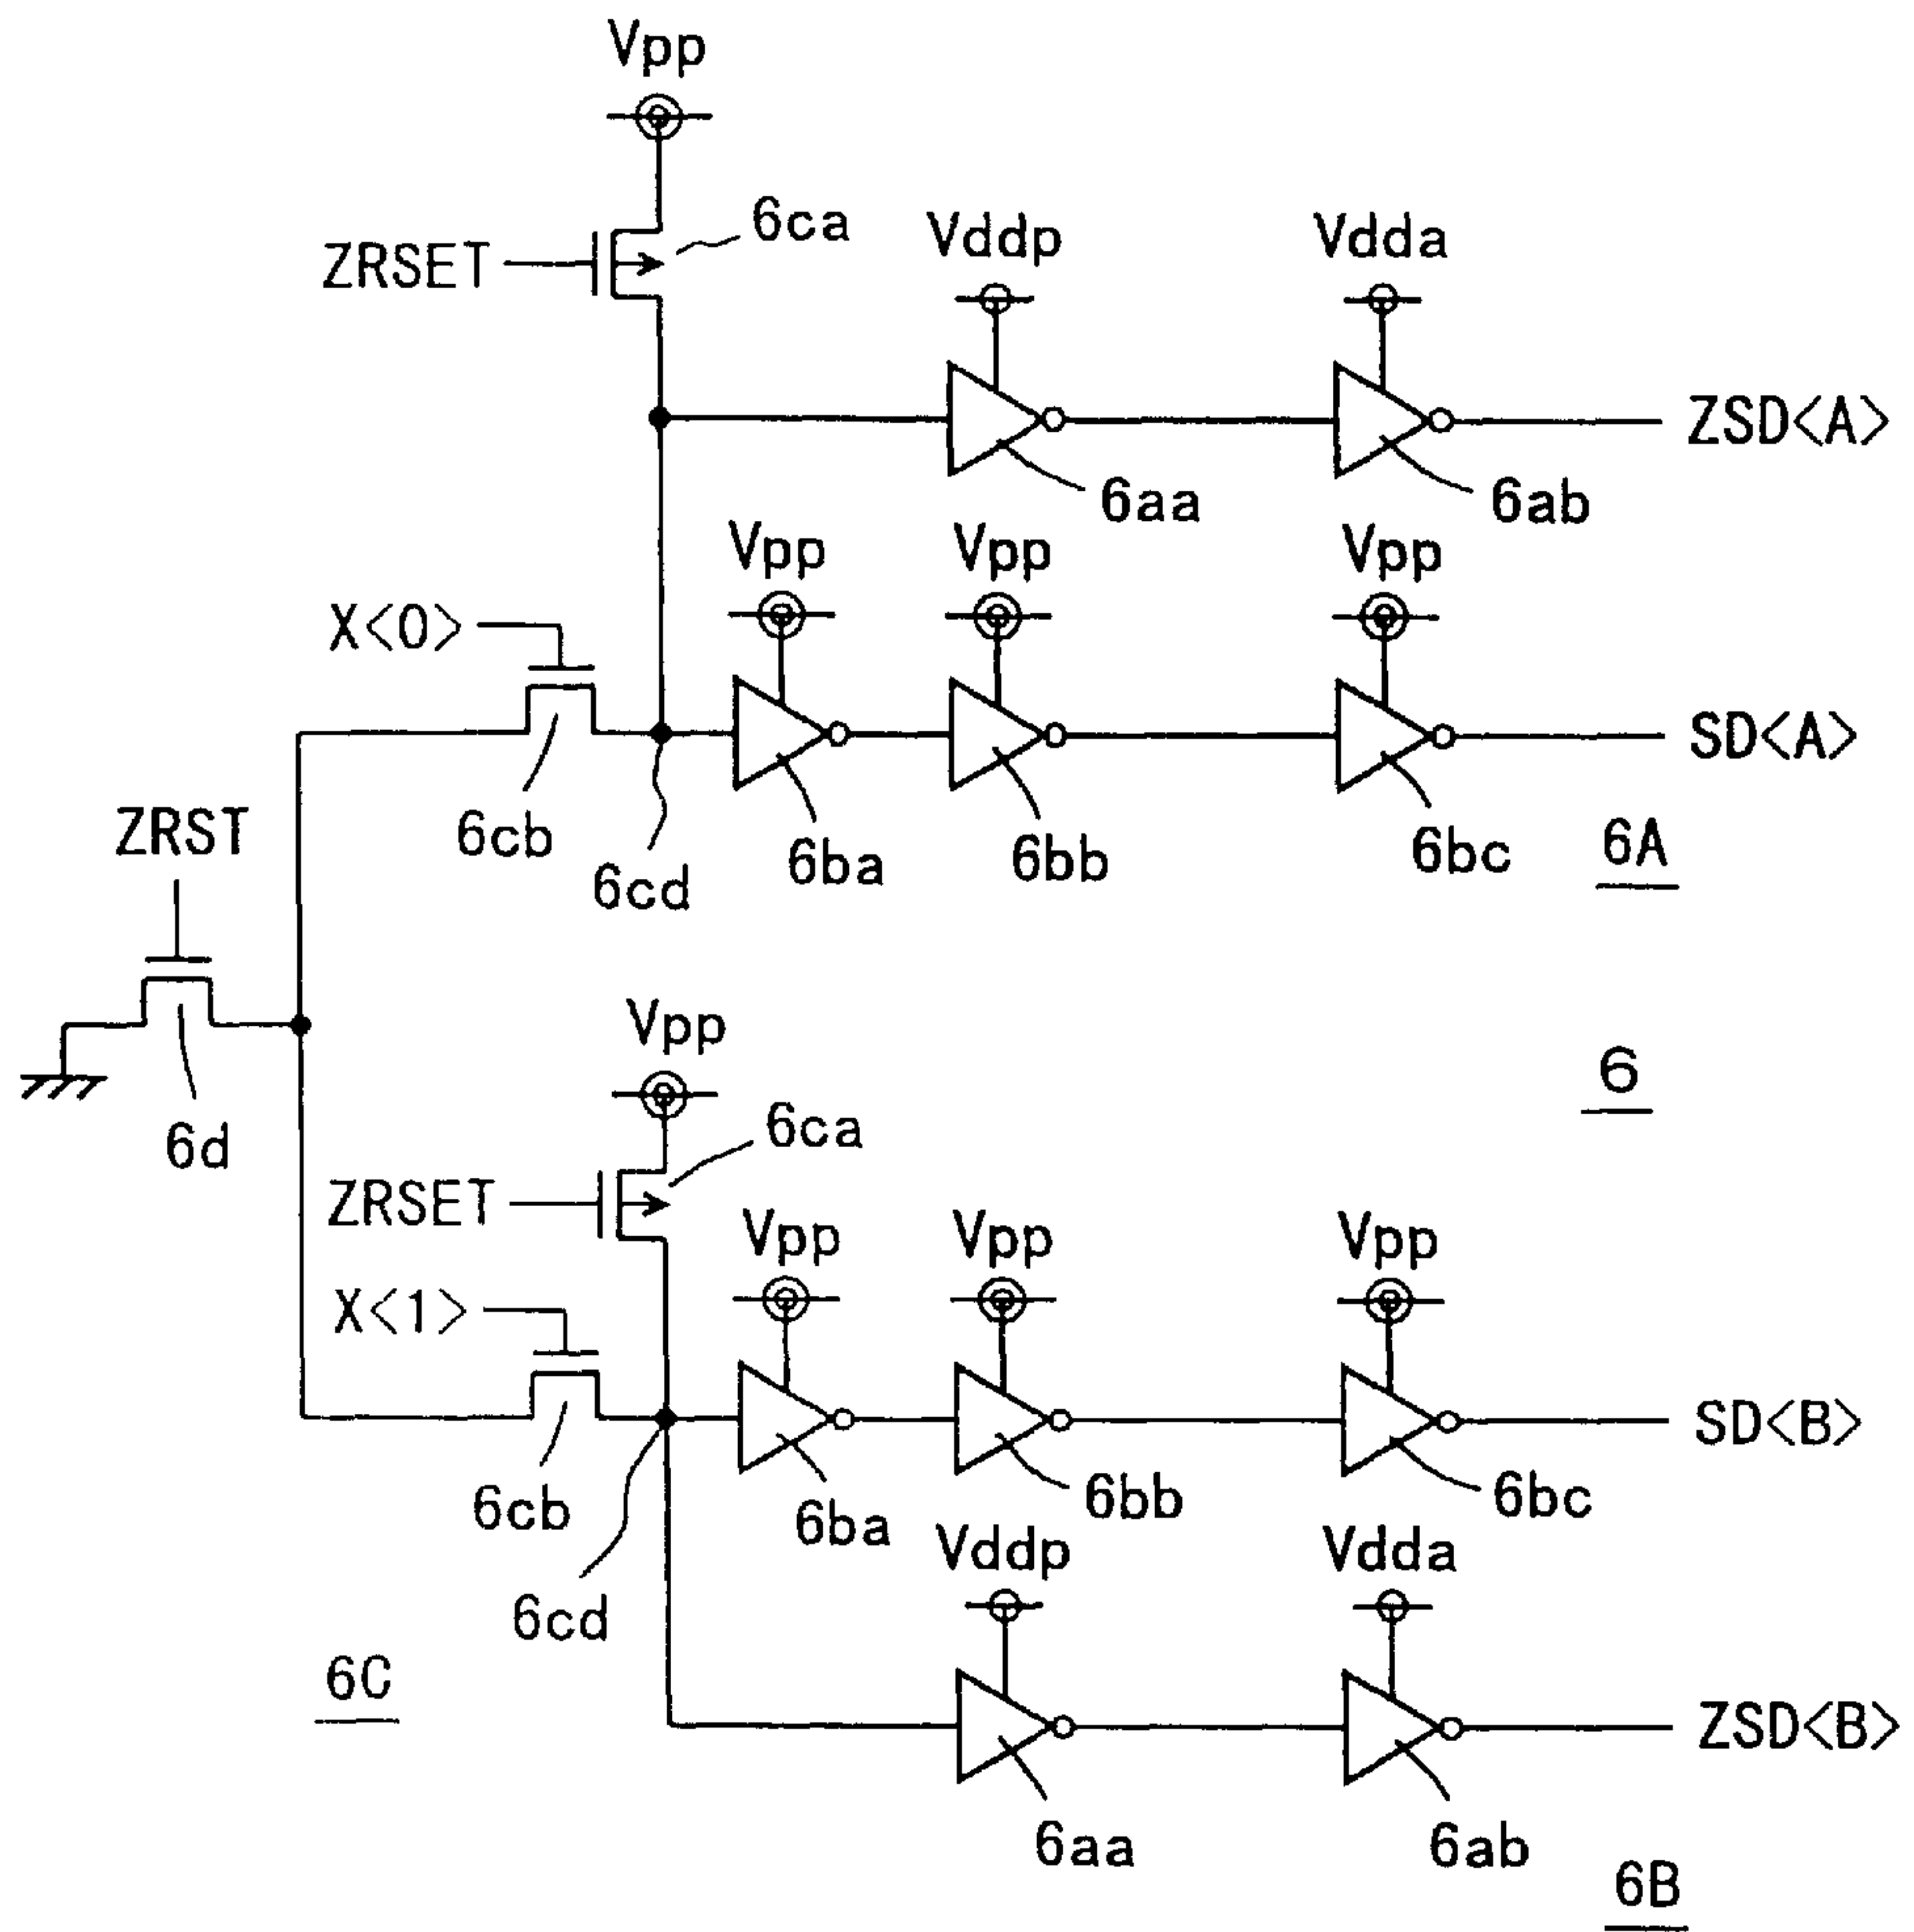 Vpp
ZRSET
6ca
Vddp
Vdda
ZSD<A>
6aa
6ab
Vpp
Vpp
Vpp
X<0>
SD<A>
6cb
6cd
6ba
6bb
6bc
6A
ZRST
6d
Vpp
6
ZRSET
6ca
Vpp
Vpp
Vpp
X<1>
SD<B>
6cb
6ba
6bb
6bc
6cd
Vddp
Vdda
6C
ZSD<B>
6aa
6ab
6B